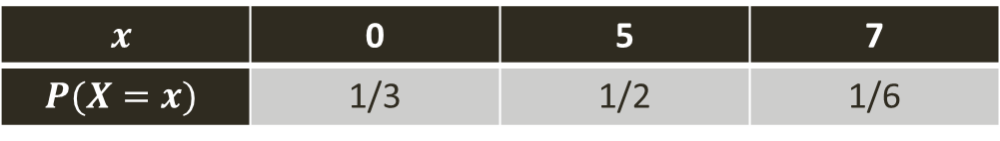 x 0 5 7
P(X = x) 1/3 1/2 1/6